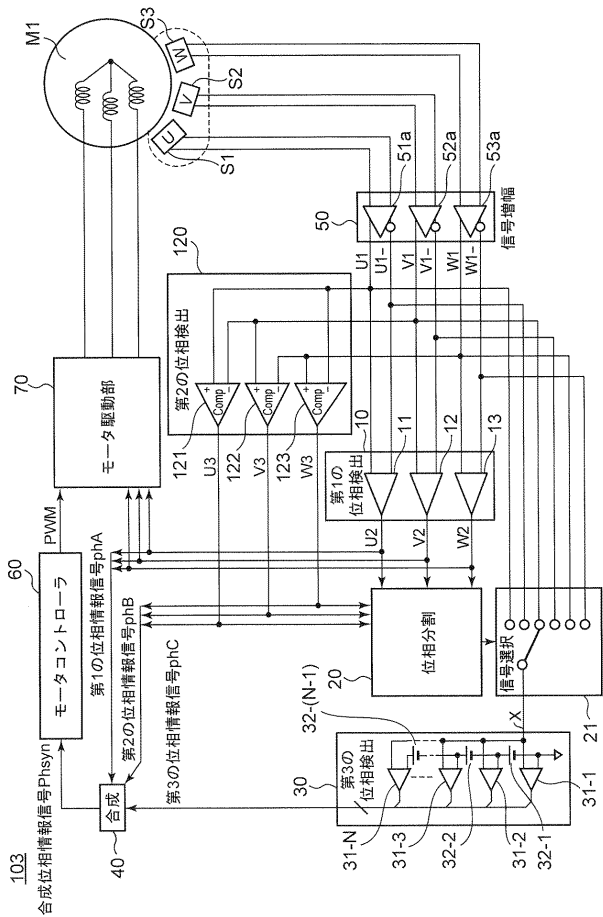 103
合成位相情報信号Phsyn
60
モータコントローラ
PWM
70
モータ駆動部
M1
S3
W
S2
V
S1
U
40
合成
第1の位相情報信号phA
第2の位相情報信号phB
第3の位相情報信号phC
120
第2の位相検出
121
Comp
+
-
122
Comp
+
-
123
Comp
+
-
U3
V3
W3
50
51a
52a
53a
信号増幅
U1
U1-
V1
V1-
W1
W1-
10
第1の
位相検出
11
12
13
U2
V2
W2
20
位相分割
信号選択
21
X
30
第3の
位相検出
32-(N-1)
31-N
31-3
32-2
31-2
32-1
31-1